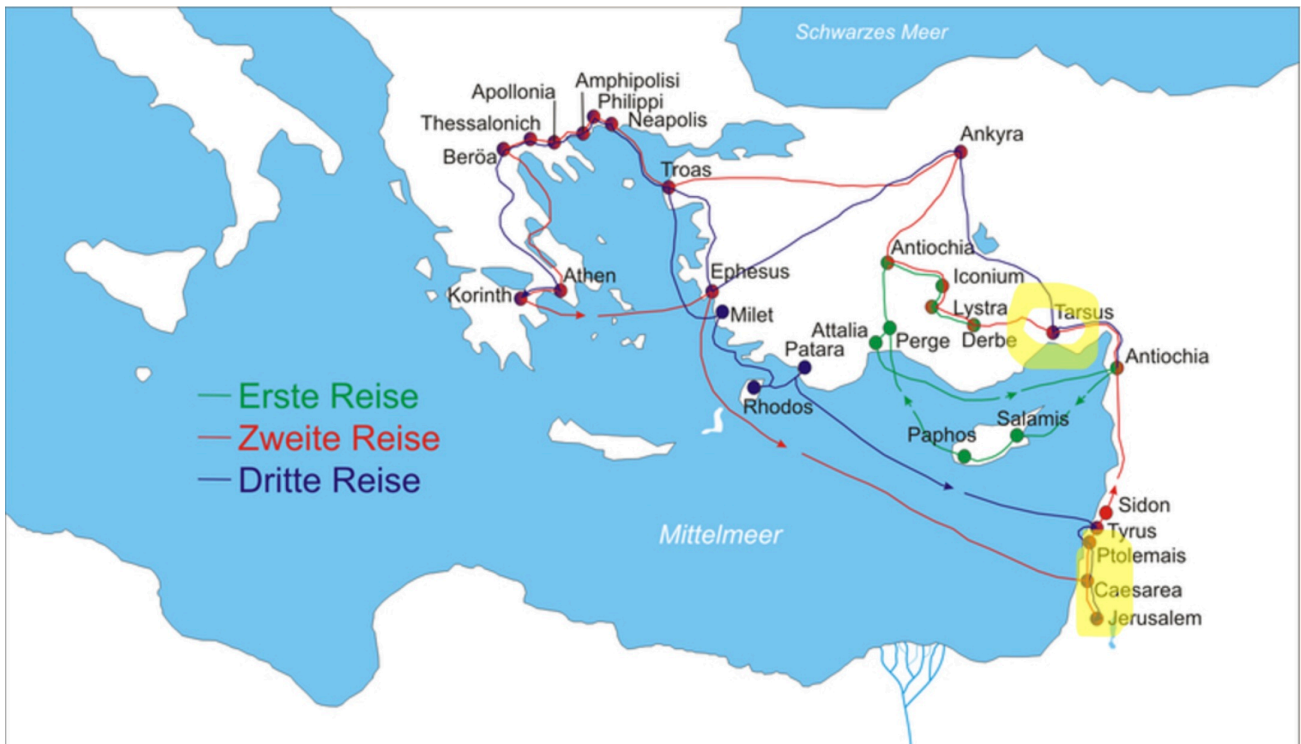 Schwarzes Meer
Amphipolisi
Apollonia
Philippi
Thessalonich
Neapolis
Beröa
Ankyra
Troas
Antiochia
Ephesus
Iconium
Athen
Korinth
Lystra
Tarsus
Milet
Attalia
Perge
Derbe
Patara
Antiochia
Erste Reise
Rhodos
Salamis
Zweite Reise
Paphos
Dritte Reise
Sidon
Mittelmeer
Tyrus
Ptolemais
Caesarea
Jerusalem